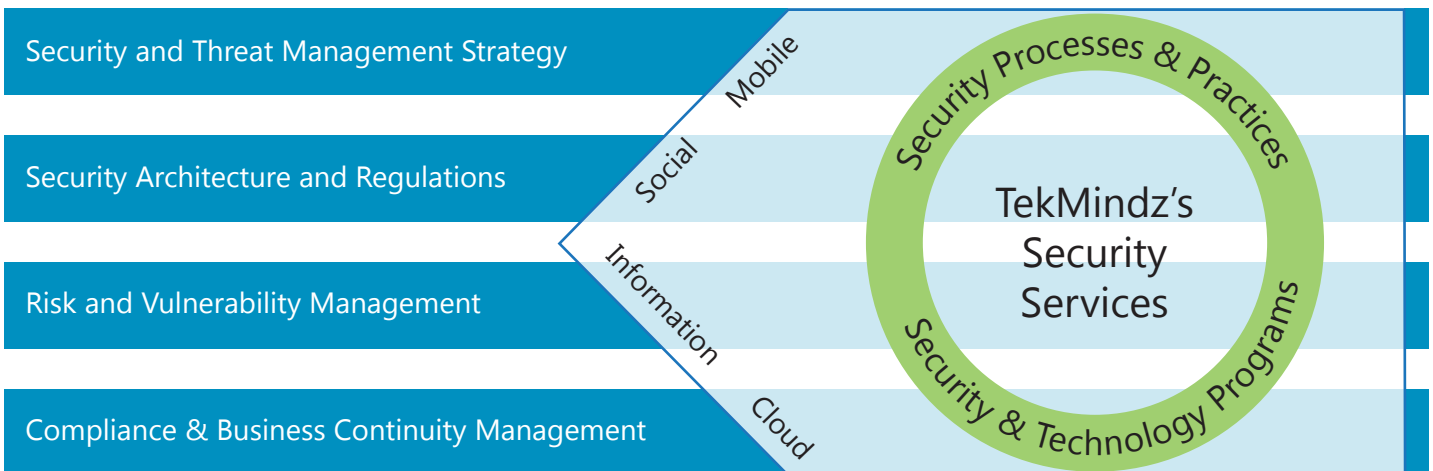 Security and Threat Management Strategy
Security Architecture and Regulations
Risk and Vulnerability Management
Compliance & Business Continuity Management
Mobile
Social
Information
Cloud
Security Processes & Practices
TekMindz’s
Security
Services
Security & Technology Programs